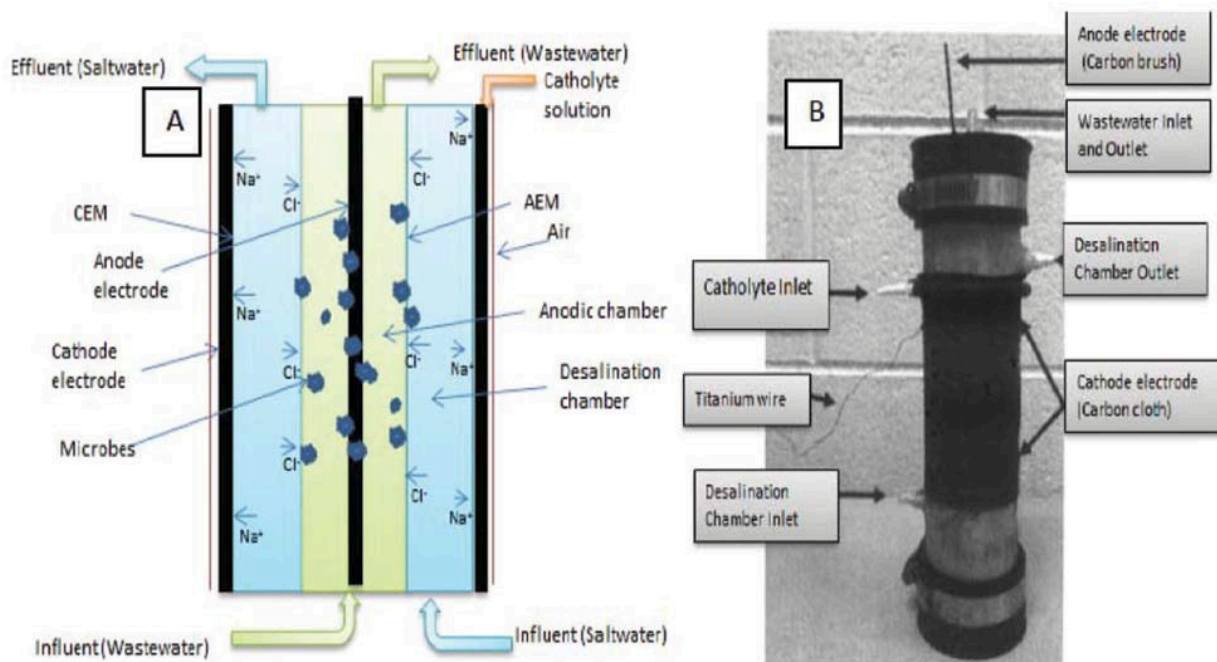 Effluent (Saltwater)
Effluent (Wastewater)
Catholyte
solution
A
Na⁺
Na⁺
Cl⁻
Cl⁻
CEM
AEM
Air
Anode
electrode
Anodic chamber
Na⁺
Cl⁻
Cl⁻
Na⁺
Cathode
electrode
Desalination
chamber
Microbes
Cl⁻
Cl⁻
Na⁺
Na⁺
Influent (Wastewater)
Influent (Saltwater)
B
Anode electrode
(Carbon brush)
Wastewater Inlet
and Outlet
Desalination
Chamber Outlet
Catholyte Inlet
Titanium wire
Cathode electrode
(Carbon cloth)
Desalination
Chamber Inlet